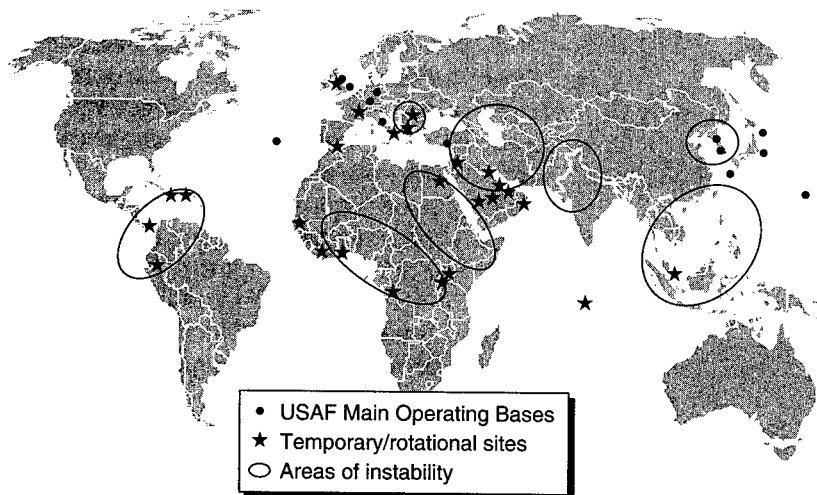 USAF Main Operating Bases
Temporary/rotational sites
Areas of instability